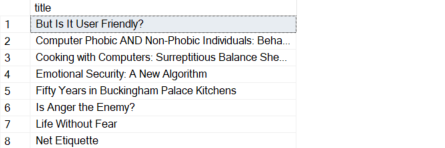 title
1 But Is It User Friendly?
2 Computer Phobic AND Non-Phobic Individuals: Beha...
3 Cooking with Computers: Surreptitious Balance She...
4 Emotional Security: A New Algorithm
5 Fifty Years in Buckingham Palace Kitchens
6 Is Anger the Enemy?
7 Life Without Fear
8 Net Etiquette